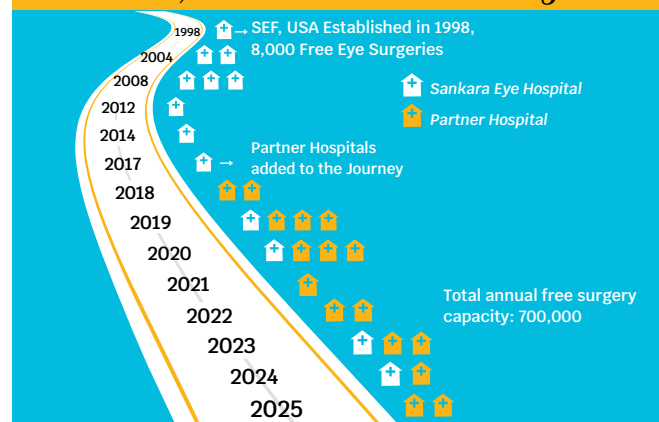 1998
SEF, USA Established in 1998,
8,000 Free Eye Surgeries
2004
2008
Sankara Eye Hospital
2012
Partner Hospital
2014
Partner Hospitals
2017
added to the Journey
2018
2019
2020
2021
Total annual free surgery
2022
capacity: 700,000
2023
2024
2025